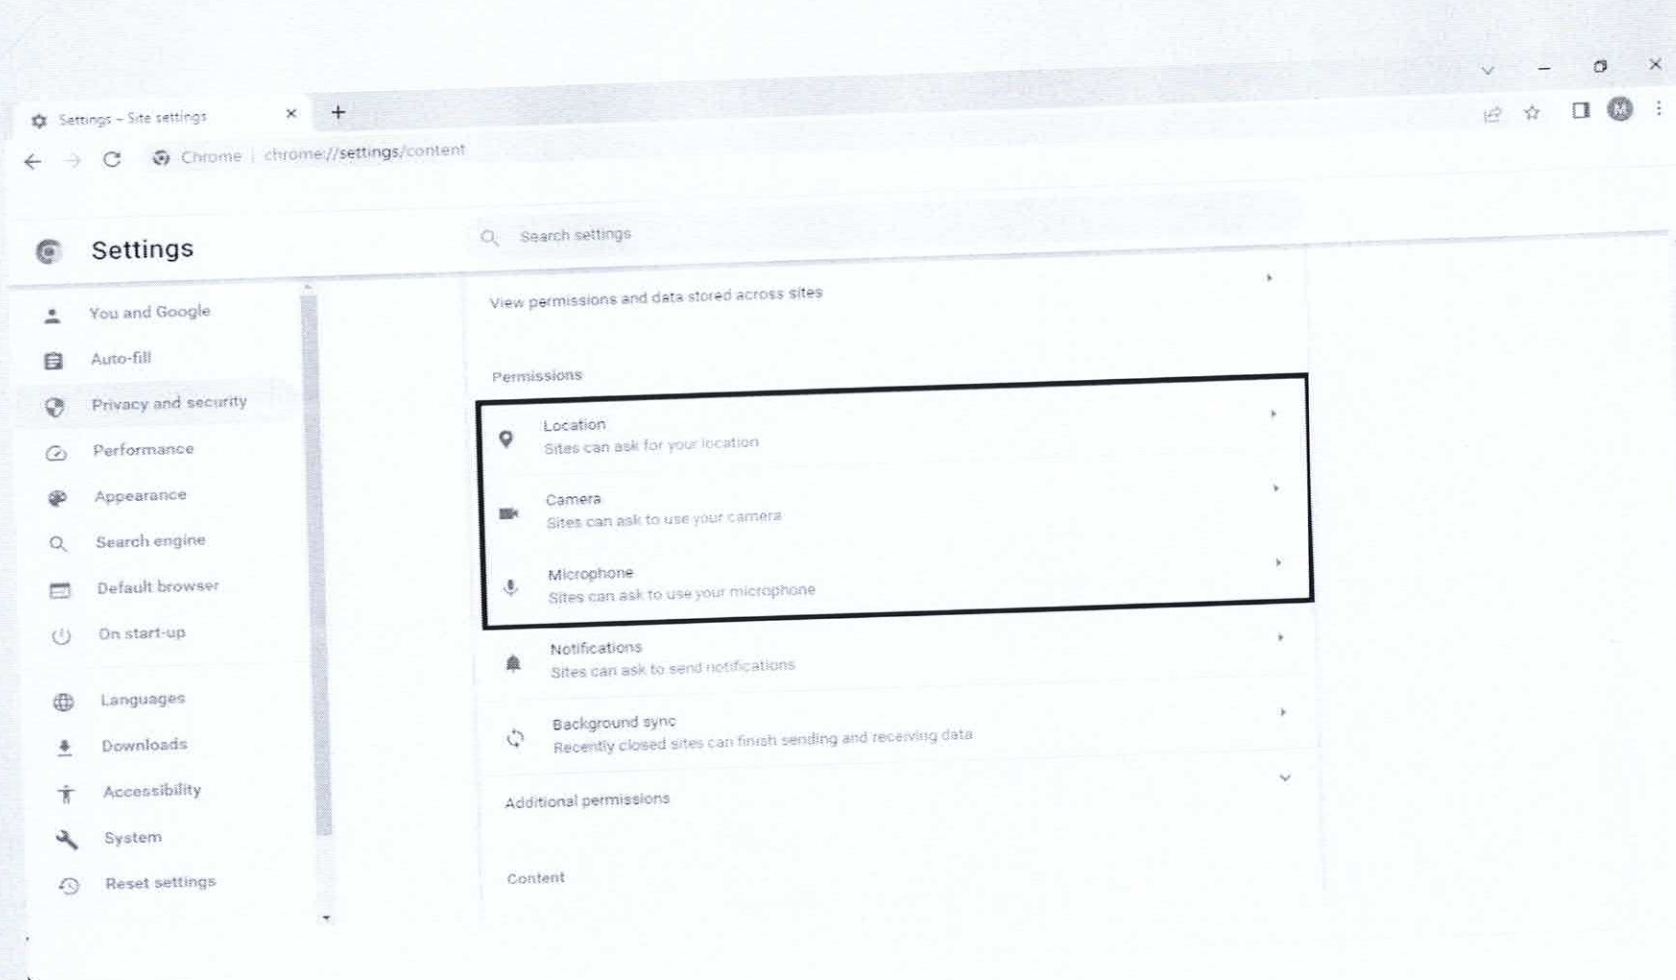 Settings – Site settings
Chrome | chrome://settings/content
M
Settings
Search settings
You and Google
Auto-fill
Privacy and security
Performance
Appearance
Search engine
Default browser
On start-up
Languages
Downloads
Accessibility
System
Reset settings
View permissions and data stored across sites
Permissions
Location
Sites can ask for your location
Camera
Sites can ask to use your camera
Microphone
Sites can ask to use your microphone
Notifications
Sites can ask to send notifications
Background sync
Recently closed sites can finish sending and receiving data
Additional permissions
Content